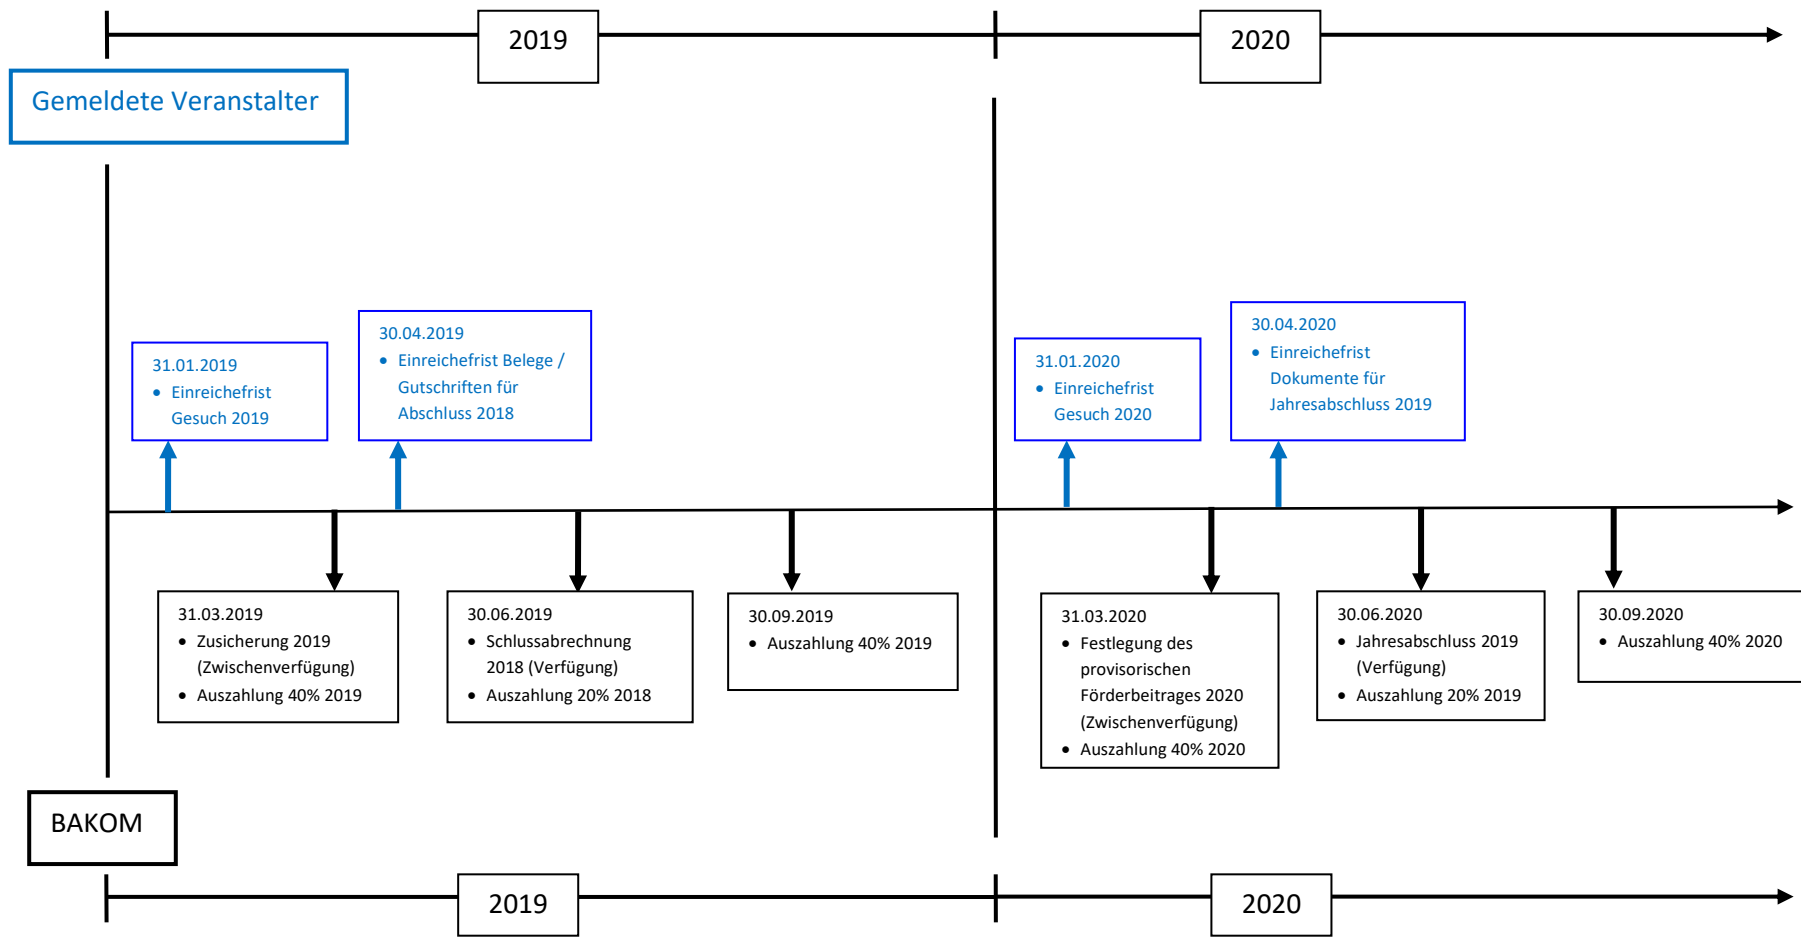 2019
2020
Gemeldete Veranstalter
31.01.2019
• Einreichefrist
Gesuch 2019
30.04.2019
• Einreichefrist Belege /
Gutschriften für
Abschluss 2018
31.01.2020
• Einreichefrist
Gesuch 2020
30.04.2020
• Einreichefrist
Dokumente für
Jahresabschluss 2019
31.03.2019
• Zusicherung 2019
(Zwischenverfügung)
• Auszahlung 40% 2019
30.06.2019
• Schlussabrechnung
2018 (Verfügung)
• Auszahlung 20% 2018
30.09.2019
• Auszahlung 40% 2019
31.03.2020
• Festlegung des
provisorischen
Förderbeitrages 2020
(Zwischenverfügung)
• Auszahlung 40% 2020
30.06.2020
• Jahresabschluss 2019
(Verfügung)
• Auszahlung 20% 2019
30.09.2020
• Auszahlung 40% 2020
BAKOM
2019
2020